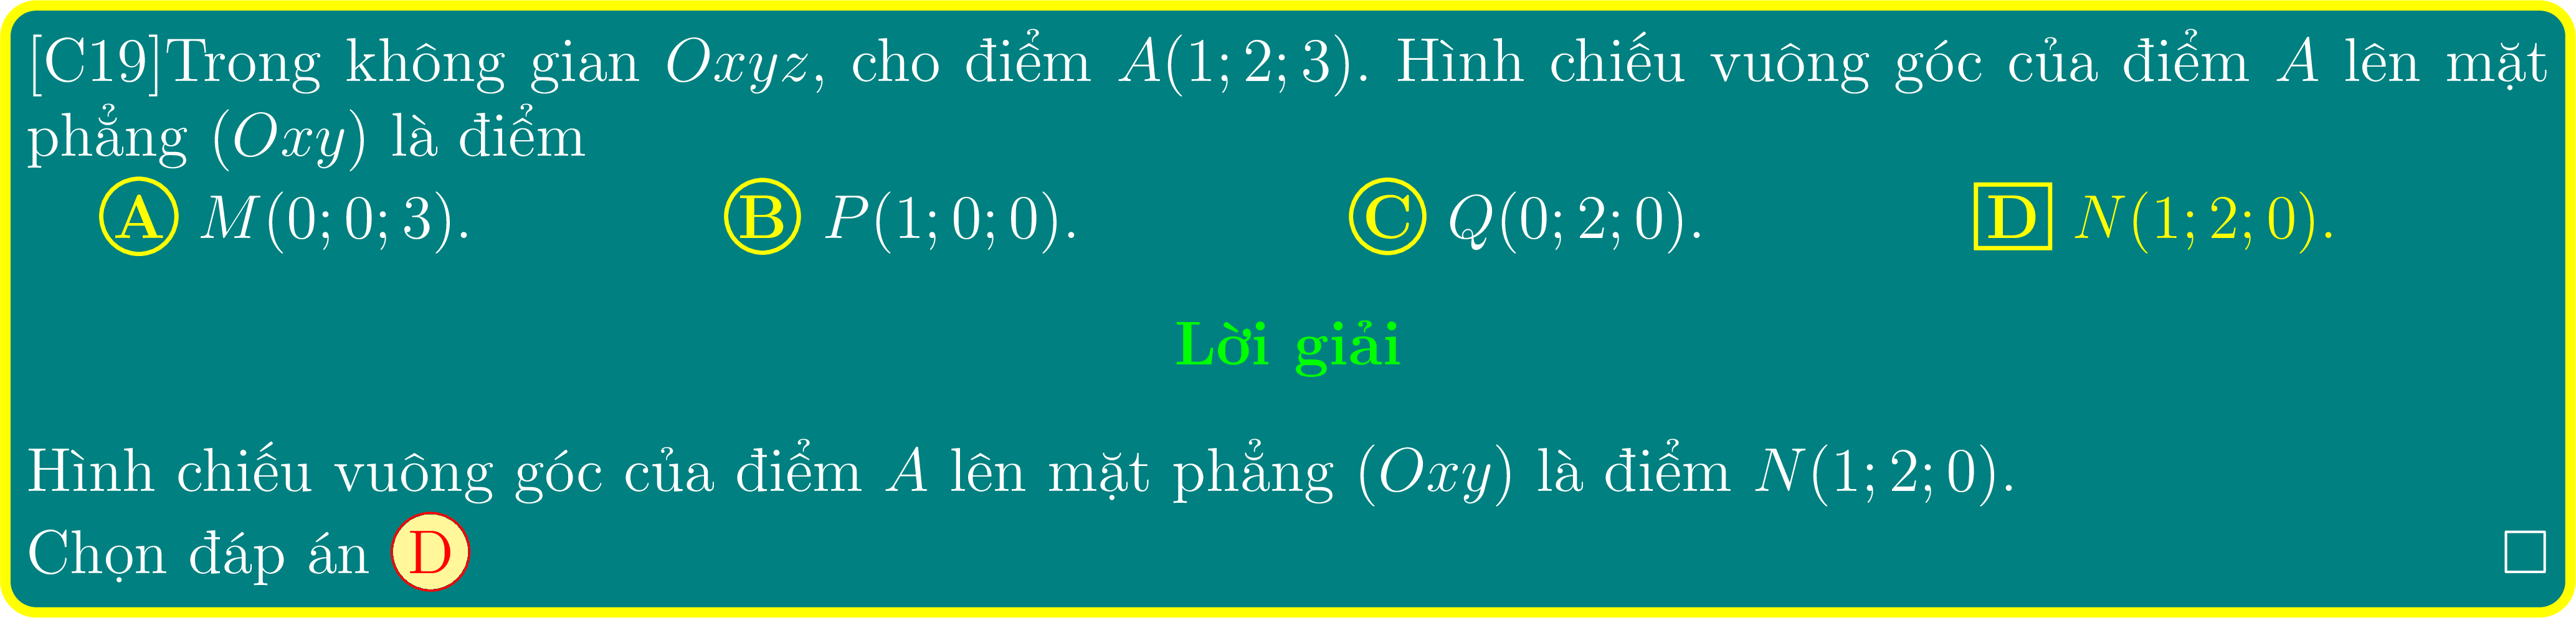 [C19]Trong không gian Oxyz, cho điểm A(1; 2; 3). Hình chiếu vuông góc của điểm A lên mặt
phẳng (Oxy) là điểm
A M(0; 0; 3). B P(1; 0; 0). C Q(0; 2; 0). D N(1; 2; 0).
Lời giải
Hình chiếu vuông góc của điểm A lên mặt phẳng (Oxy) là điểm N(1; 2; 0).
Chọn đáp án D □